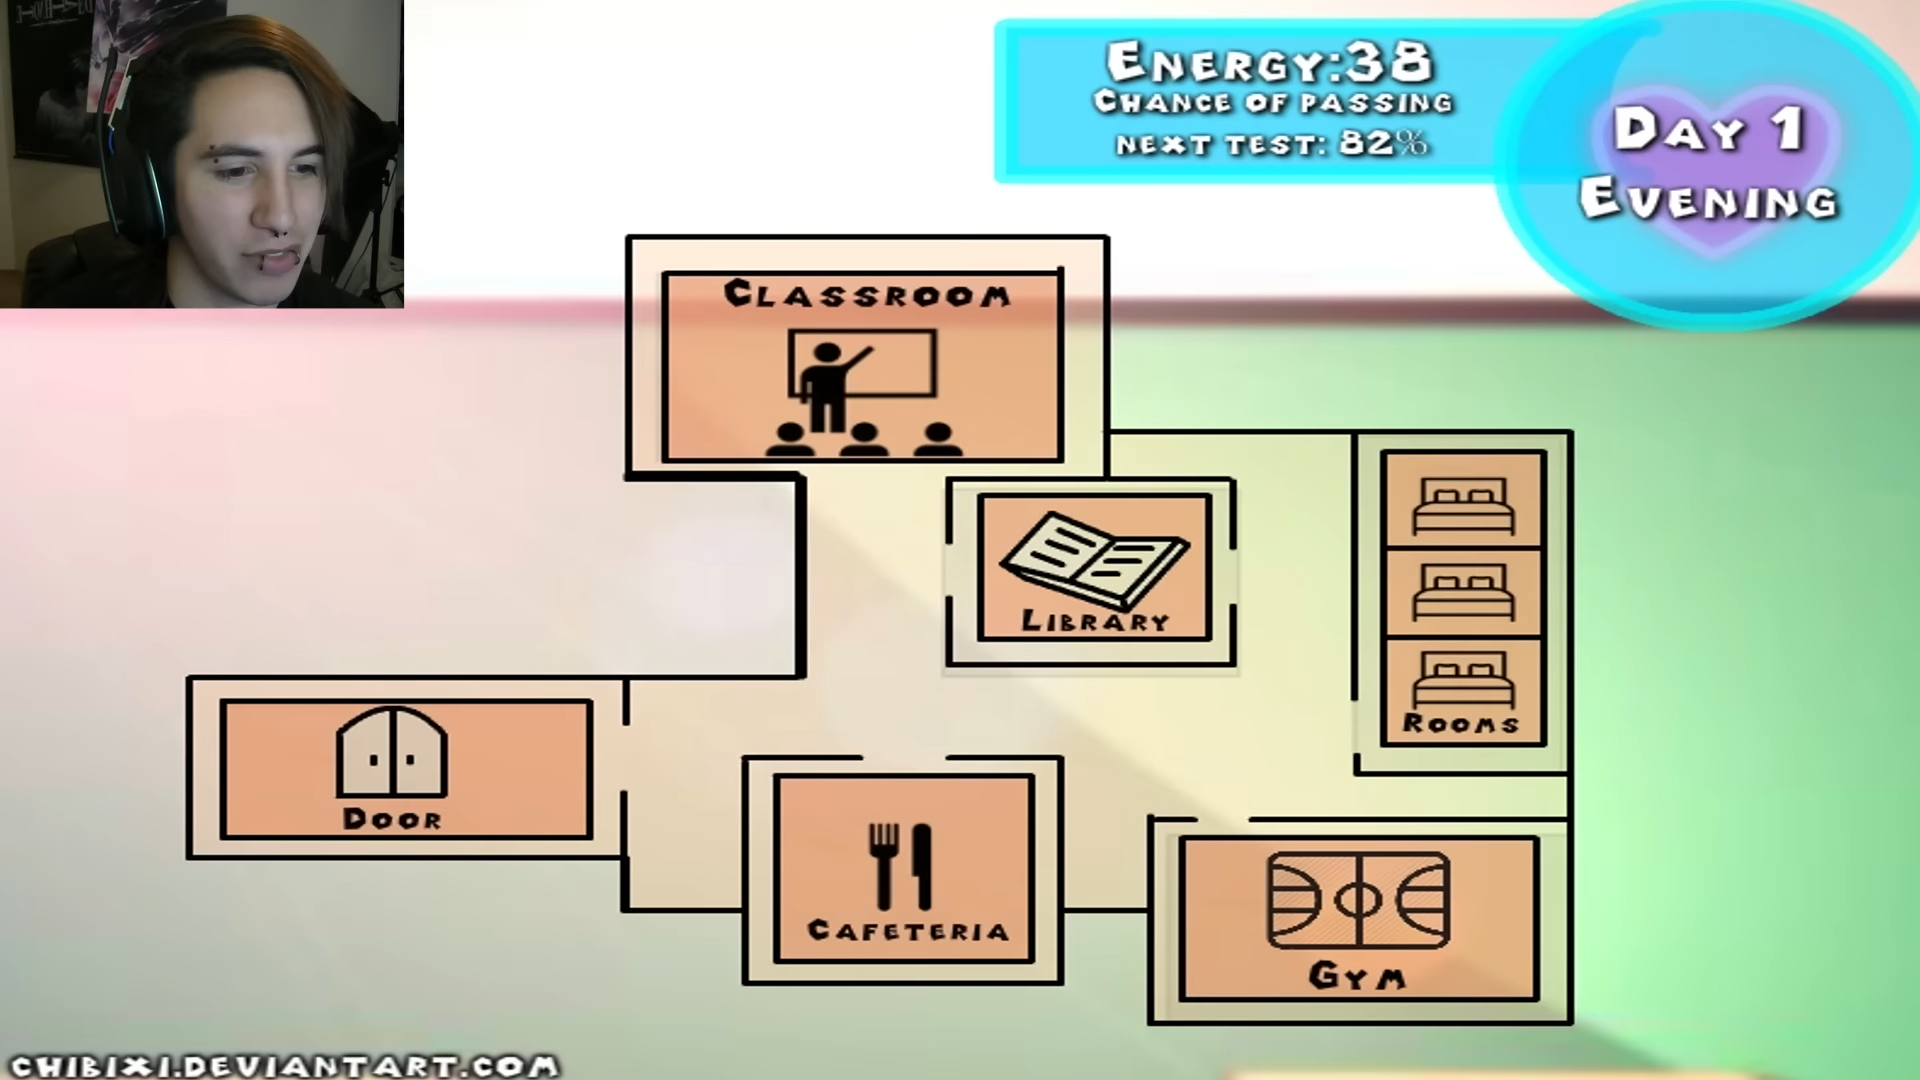 Energy:38
Chance of passing
next test: 82%
Day 1
Evening
Classroom
Library
Rooms
Door
Cafeteria
Gym
chibixi.deviantart.com